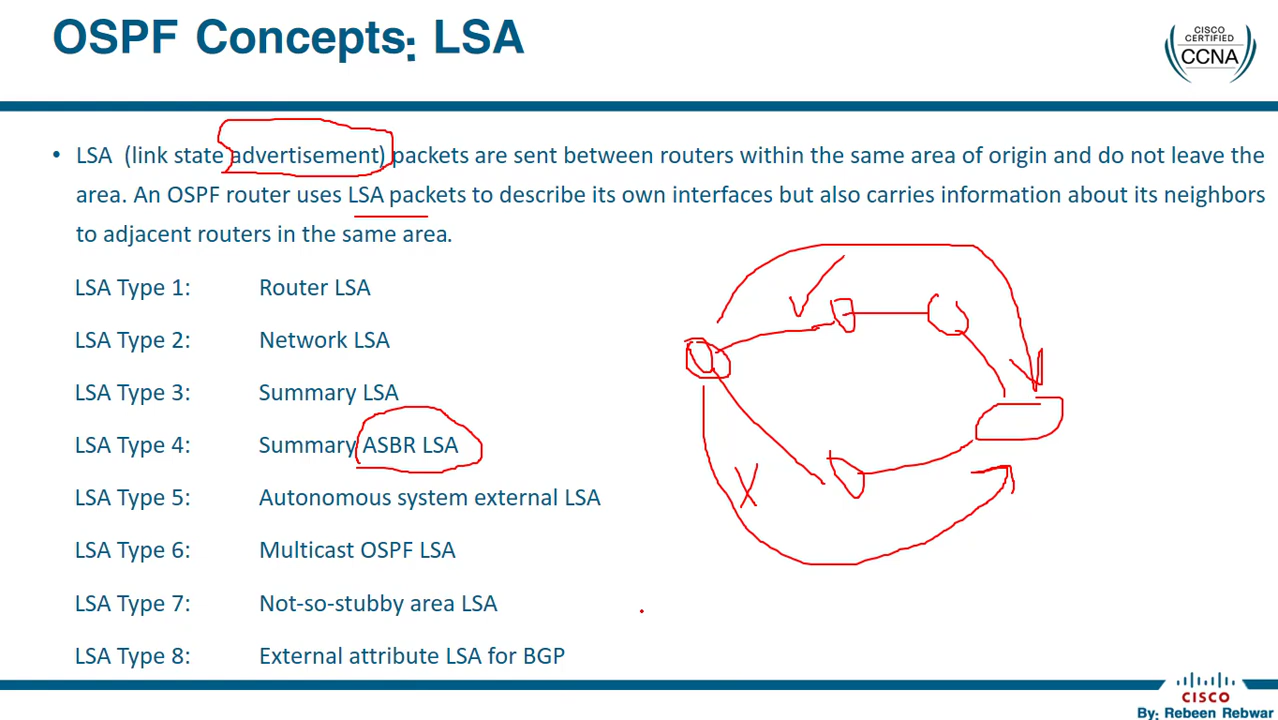 OSPF Concepts: LSA
CISCO
CERTIFIED
CCNA
• LSA (link state advertisement) packets are sent between routers within the same area of origin and do not leave the
area. An OSPF router uses LSA packets to describe its own interfaces but also carries information about its neighbors
to adjacent routers in the same area.
LSA Type 1: Router LSA
LSA Type 2: Network LSA
LSA Type 3: Summary LSA
LSA Type 4: Summary ASBR LSA
LSA Type 5: Autonomous system external LSA
LSA Type 6: Multicast OSPF LSA
LSA Type 7: Not-so-stubby area LSA
LSA Type 8: External attribute LSA for BGP
CISCO
By: Rebeen Rebwar